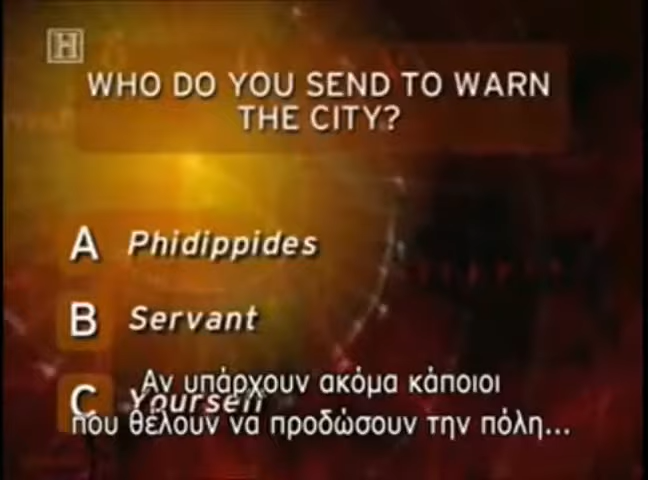 H
WHO DO YOU SEND TO WARN
THE CITY?
A Phidippides
B Servant
C Yourself
Αν υπάρχουν ακόμα κάποιοι
που θέλουν να προδώσουν την πόλη...